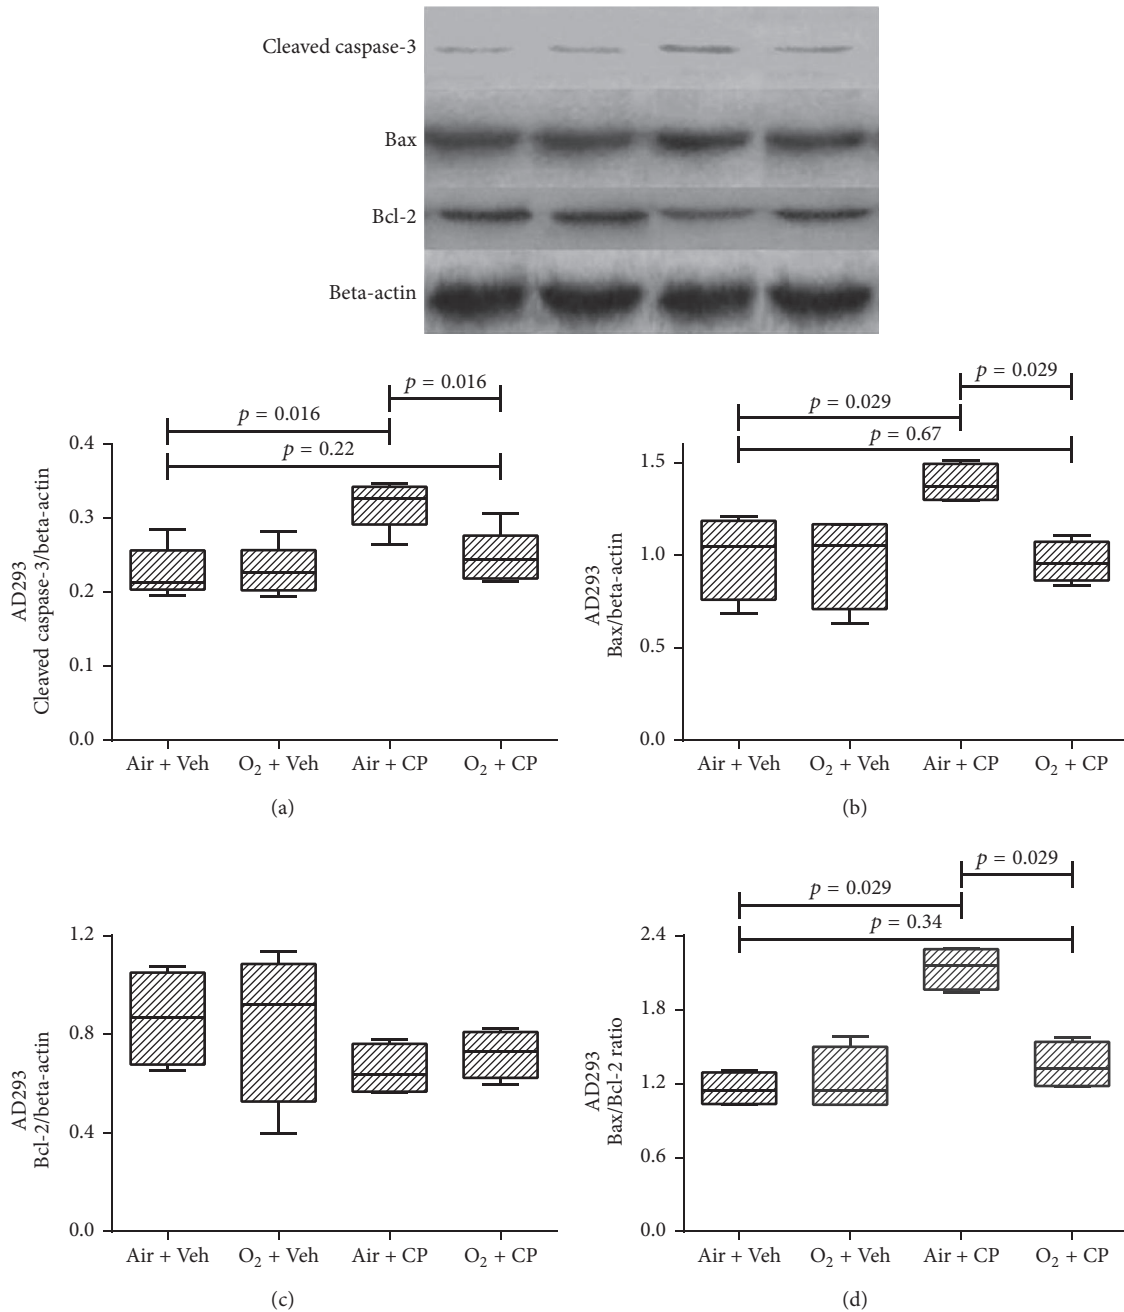 Cleaved caspase-3
Bax
Bcl-2
Beta-actin
p = 0.016
p = 0.016
p = 0.22
0.4
0.3
0.2
0.1
0.0
AD293
Cleaved caspase-3/beta-actin
Air + Veh
O₂ + Veh
Air + CP
O₂ + CP
(a)
p = 0.029
p = 0.029
p = 0.67
1.5
1.0
0.5
0.0
AD293
Bax/beta-actin
Air + Veh
O₂ + Veh
Air + CP
O₂ + CP
(b)
1.2
0.8
0.4
0.0
AD293
Bcl-2/beta-actin
Air + Veh
O₂ + Veh
Air + CP
O₂ + CP
(c)
p = 0.029
p = 0.029
p = 0.34
2.4
1.8
1.2
0.6
0.0
AD293
Bax/Bcl-2 ratio
Air + Veh
O₂ + Veh
Air + CP
O₂ + CP
(d)